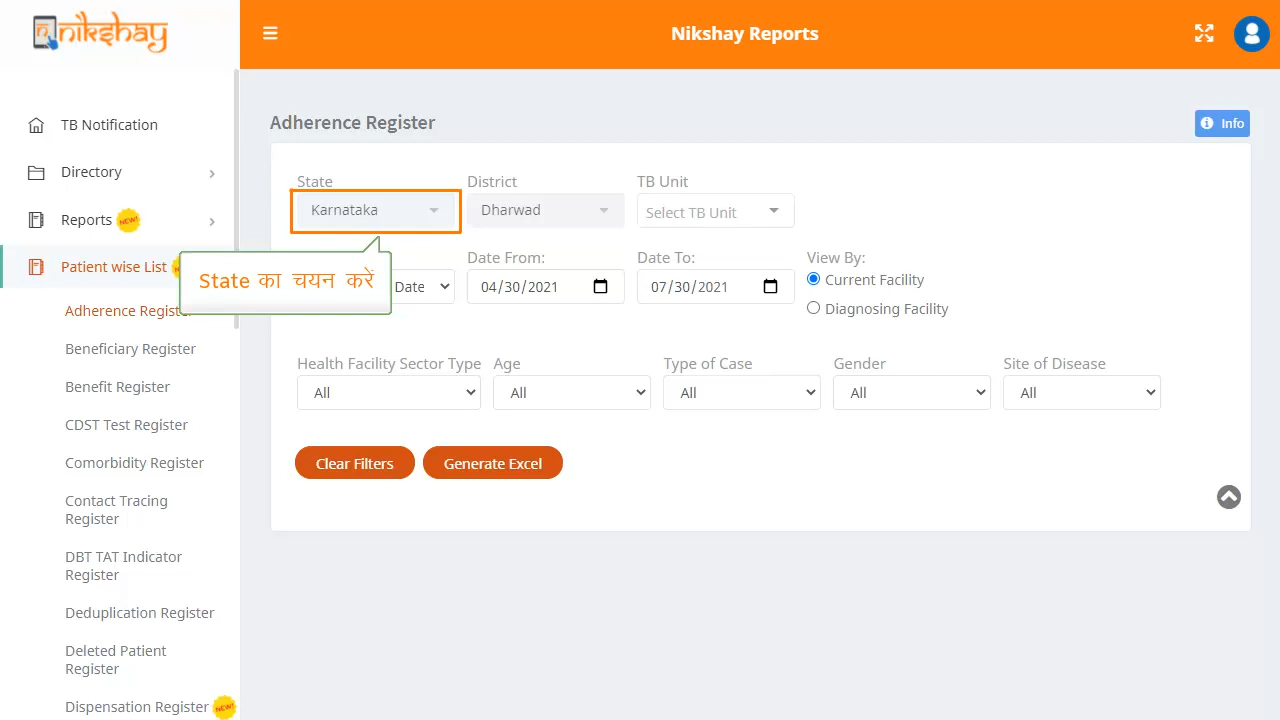 nikshay
Nikshay Reports
TB Notification
Directory
Reports NEW!
Patient wise List
Adherence Register
Beneficiary Register
Benefit Register
CDST Test Register
Comorbidity Register
Contact Tracing
Register
DBT TAT Indicator
Register
Deduplication Register
Deleted Patient
Register
Dispensation Register NEW!
Adherence Register
Info
State District TB Unit
Karnataka Dharwad Select TB Unit
State का चयन करें
Date From: Date To: View By:
Date 04/30/2021 07/30/2021 Current Facility
Diagnosing Facility
Health Facility Sector Type Age Type of Case Gender Site of Disease
All All All All All
Clear Filters Generate Excel